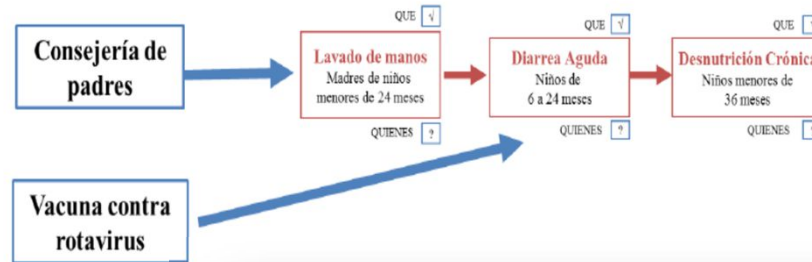 Consejería de
padres
QUE √
Lavado de manos
Madres de niños
menores de 24 meses
QUIENES ?
QUE √
Diarrea Aguda
Niños de
6 a 24 meses
QUIENES ?
QUE
Desnutrición Crónica
Niños menores de
36 meses
QUIENES
Vacuna contra
rotavirus